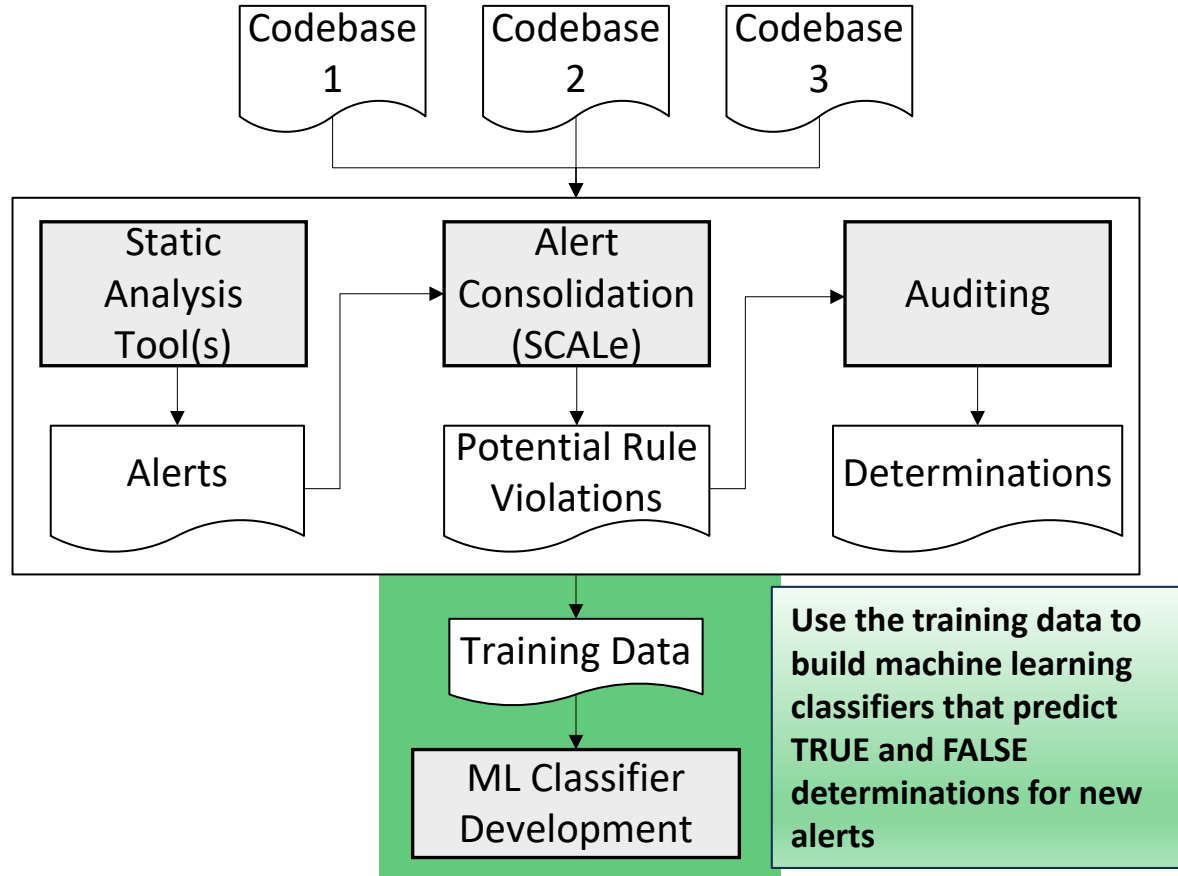 Codebase
1
Codebase
2
Codebase
3
Static
Analysis
Tool(s)
Alert
Consolidation
(SCALe)
Auditing
Alerts
Potential Rule
Violations
Determinations
Training Data
ML Classifier
Development
Use the training data to
build machine learning
classifiers that predict
TRUE and FALSE
determinations for new
alerts